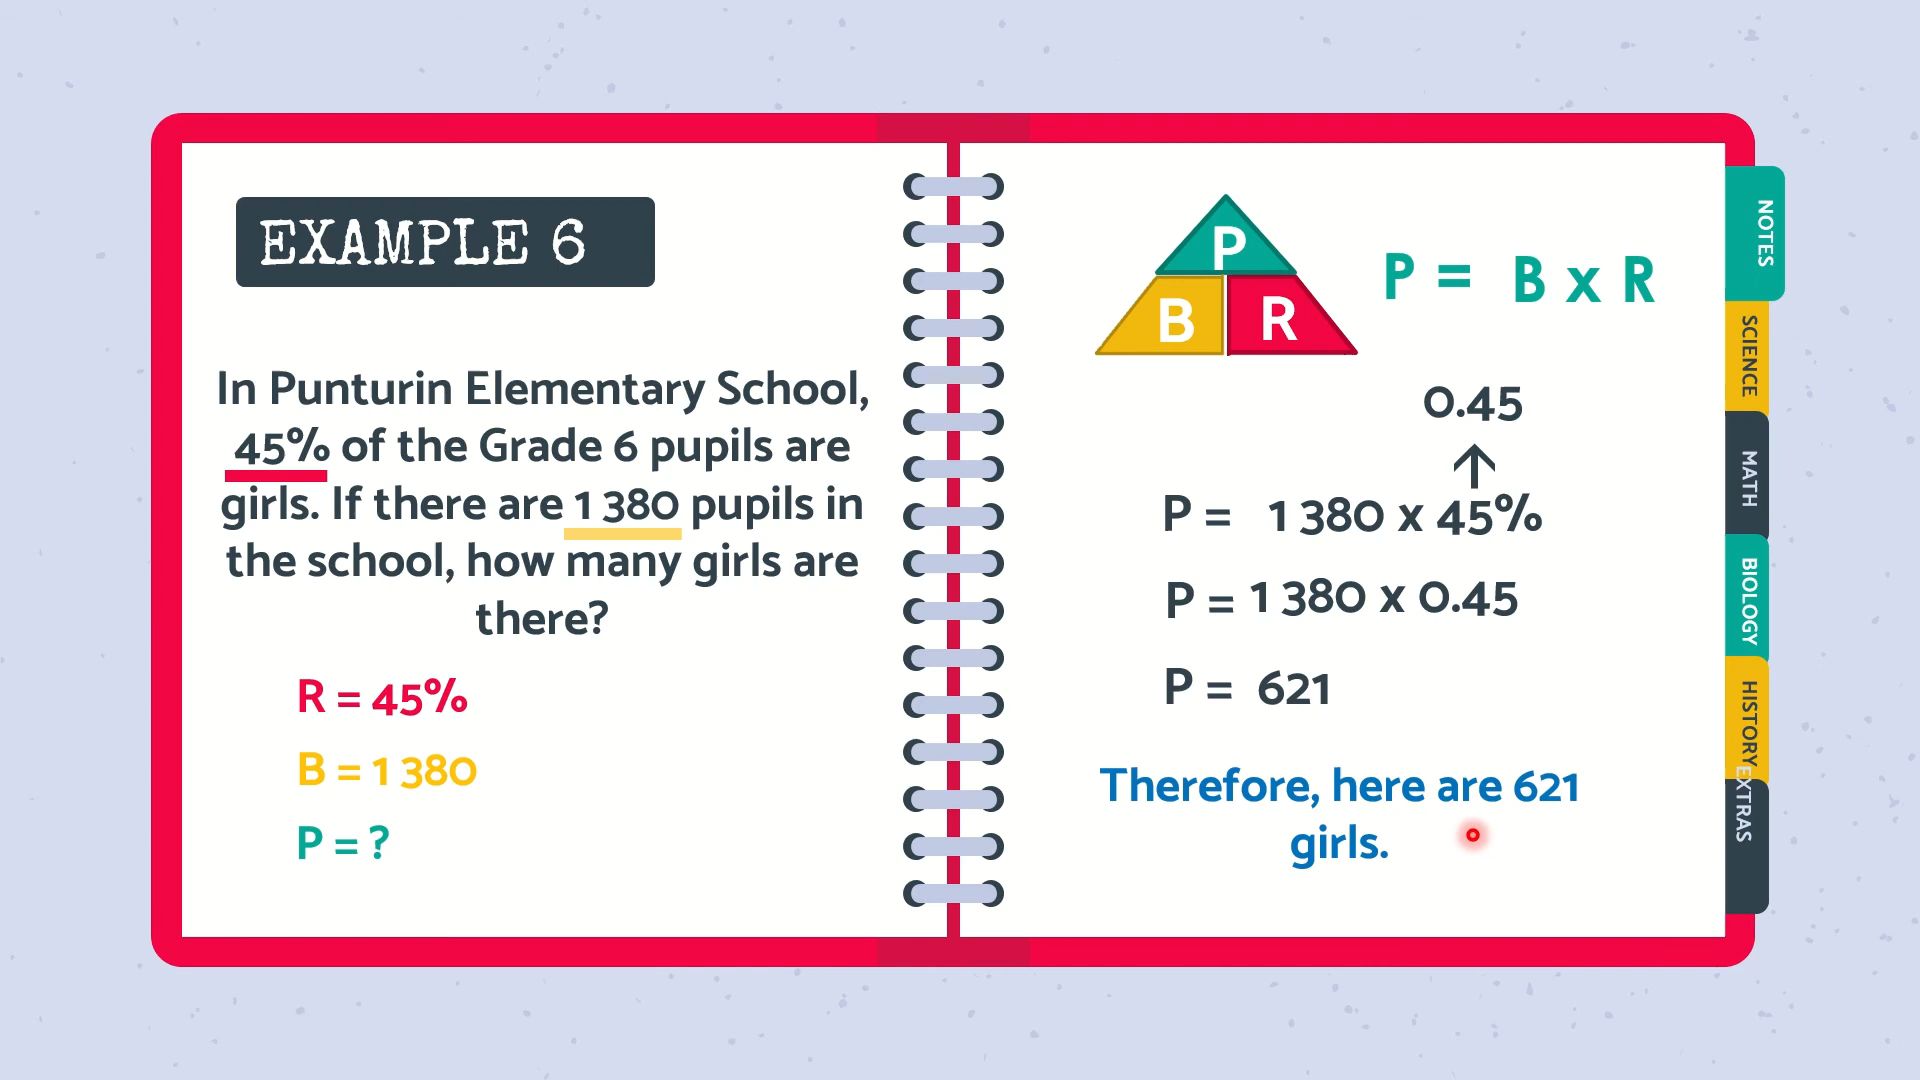 EXAMPLE 6
In Punturin Elementary School,
45% of the Grade 6 pupils are
girls. If there are 1 380 pupils in
the school, how many girls are
there?
R = 45%
B = 1 380
P = ?
P
B R
P = B x R
0.45
↑
P = 1 380 x 45%
P = 1 380 x 0.45
P = 621
Therefore, here are 621
girls.
NOTES
SCIENCE
MATH
BIOLOGY
HISTORY
EXTRAS